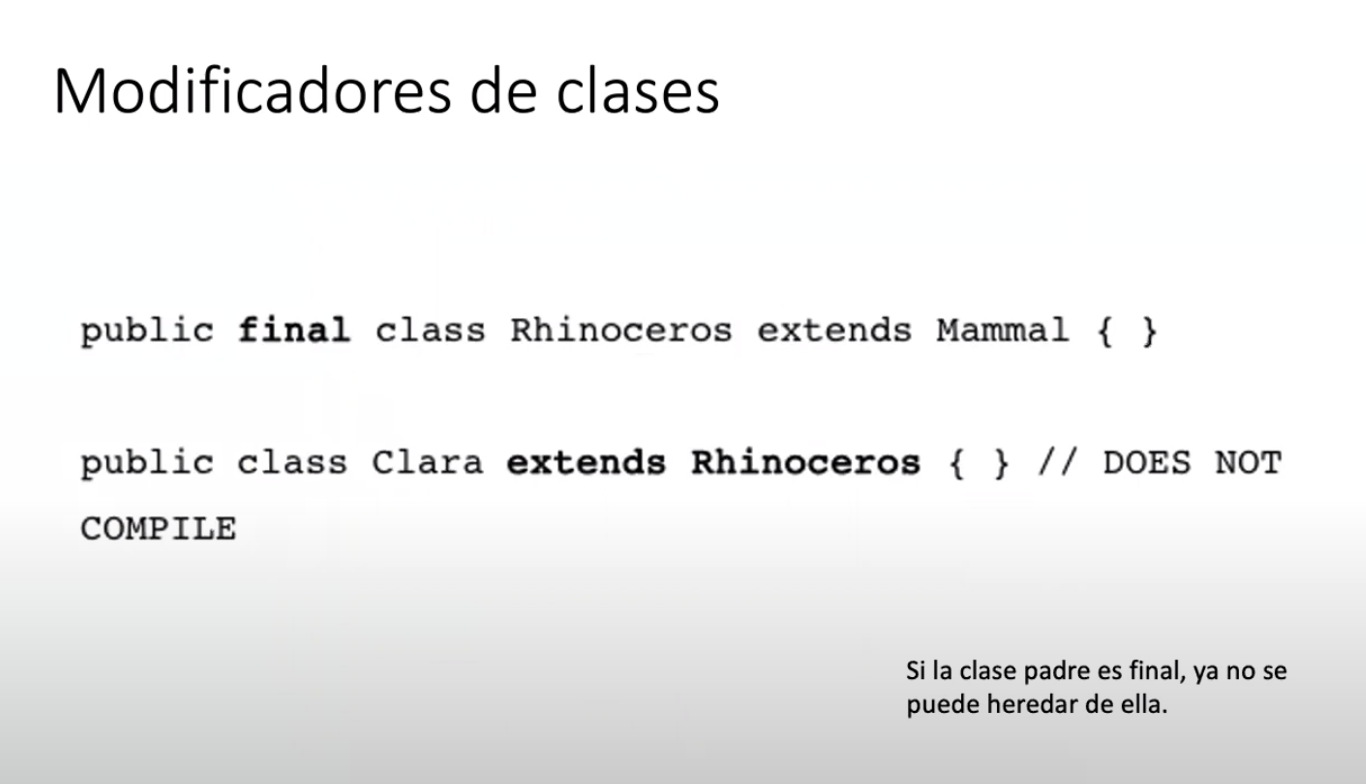 Modificadores de clases
public final class Rhinoceros extends Mammal { }
public class Clara extends Rhinoceros { } // DOES NOT
COMPILE
Si la clase padre es final, ya no se
puede heredar de ella.